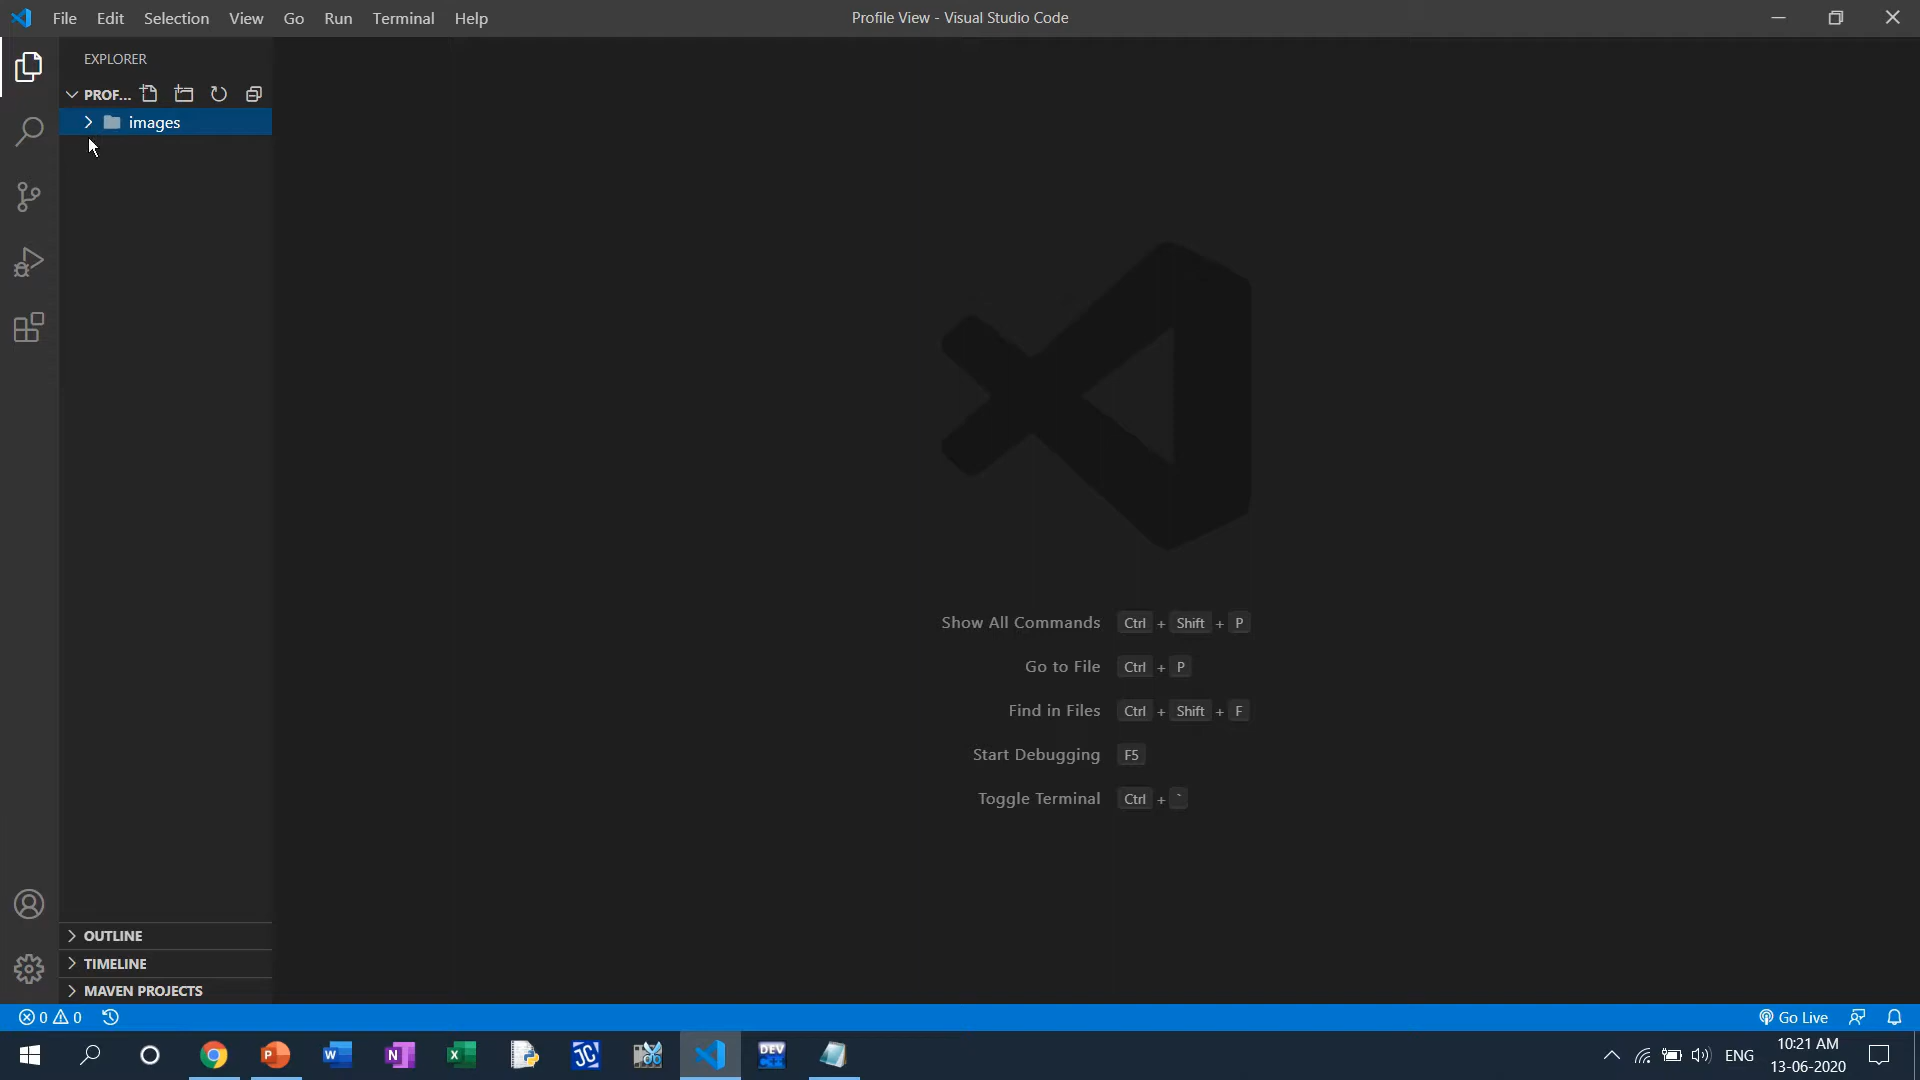 File Edit Selection View Go Run Terminal Help
Profile View - Visual Studio Code
EXPLORER
PROF...
images
Show All Commands Ctrl + Shift + P
Go to File Ctrl + P
Find in Files Ctrl + Shift + F
Start Debugging F5
Toggle Terminal Ctrl + `
OUTLINE
TIMELINE
MAVEN PROJECTS
0 0
Go Live
P W N X JC DEV C++
ENG
10:21 AM
13-06-2020